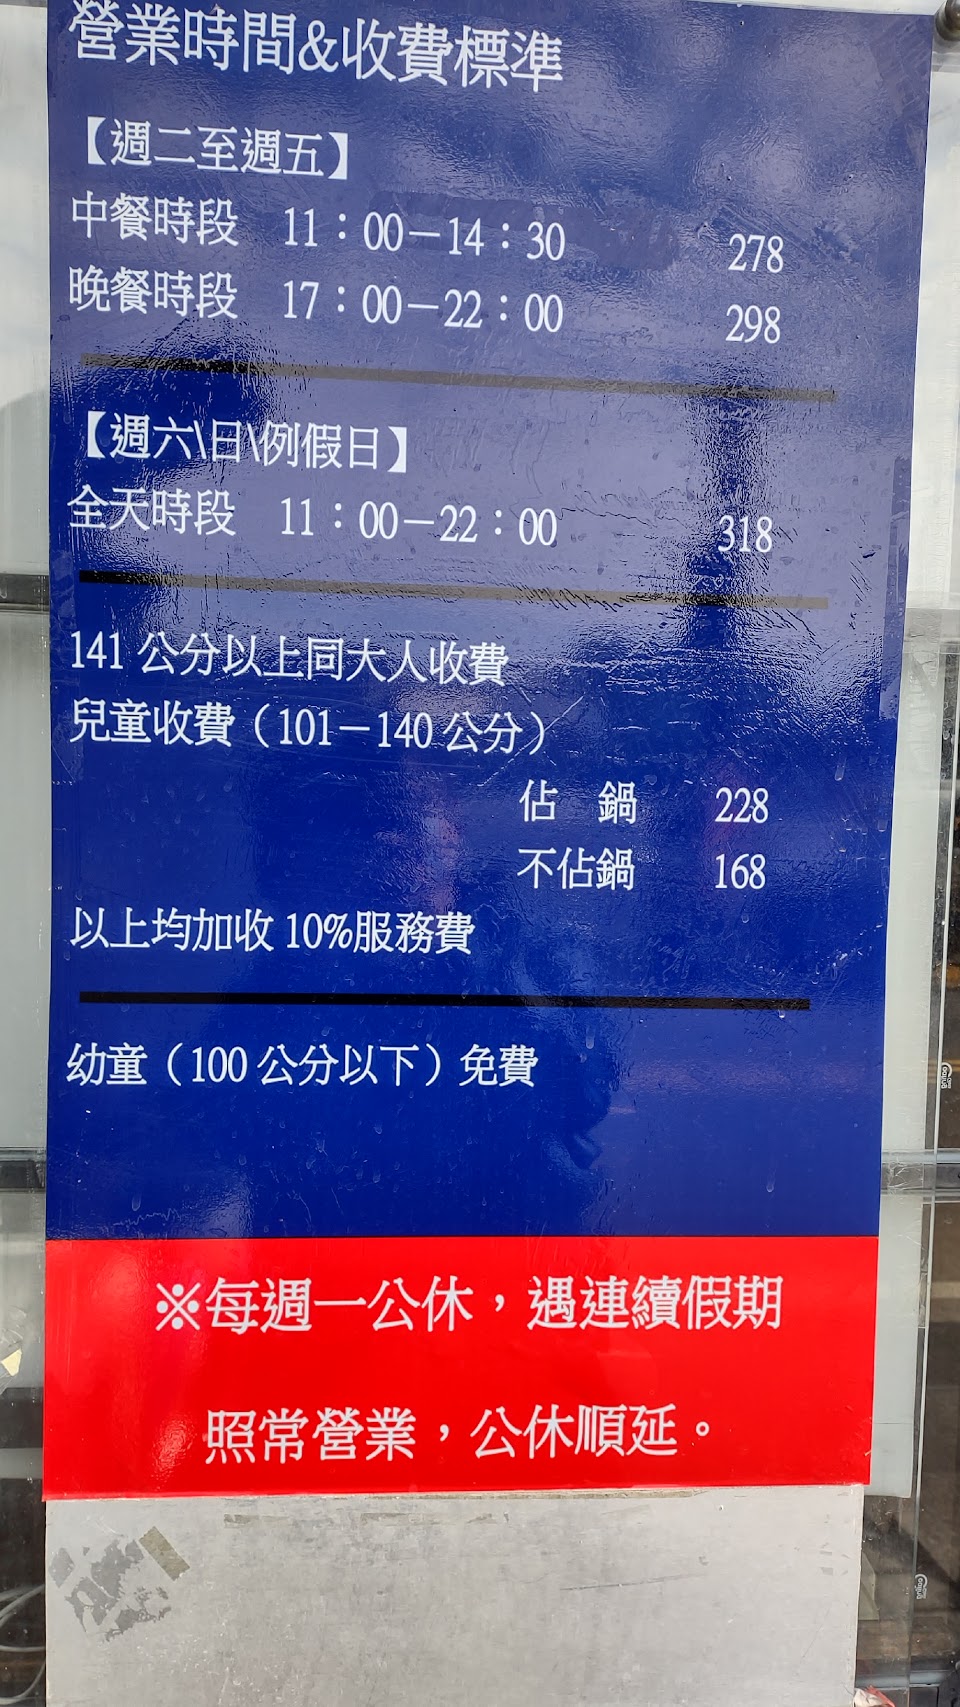 營業時間&收費標準
【週二至週五】
中餐時段 11：00－14：30 278
晚餐時段 17：00－22：00 298
【週六\日\例假日】
全天時段 11：00－22：00 318
141 公分以上同大人收費
兒童收費（101－140 公分）
佔 鍋 228
不佔鍋 168
以上均加收 10%服務費
幼童（100 公分以下）免費
※每週一公休，遇連續假期
照常營業，公休順延。